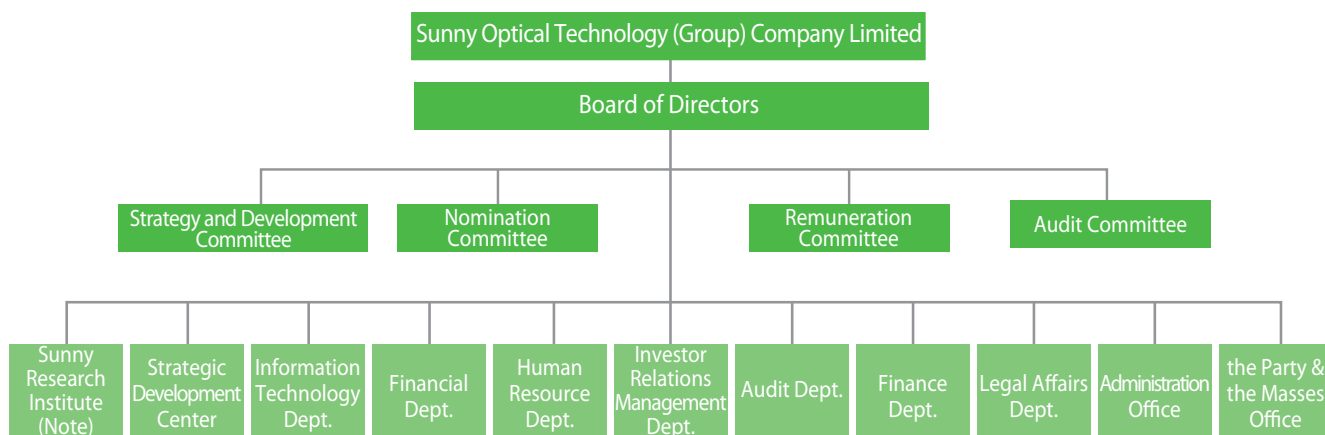 Sunny Optical Technology (Group) Company Limited
Board of Directors
Strategy and Development
Committee
Nomination
Committee
Remuneration
Committee
Audit Committee
Sunny
Research
Institute
(Note)
Strategic
Development
Center
Information
Technology
Dept.
Financial
Dept.
Human
Resource
Dept.
Investor
Relations
Management
Dept.
Audit Dept.
Finance
Dept.
Legal Affairs
Dept.
Administration
Office
the Party &
the Masses
Office